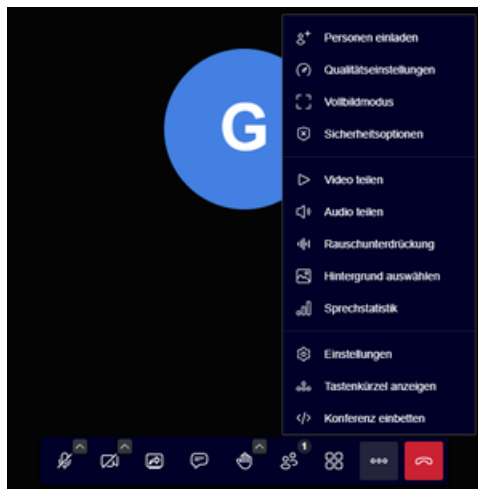 G
Personen einladen
Qualitätseinstellungen
Vollbildmodus
Sicherheitsoptionen
Video teilen
Audio teilen
Rauschunterdrückung
Hintergrund auswählen
Sprechstatistik
Einstellungen
Tastenkürzel anzeigen
Konferenz einbetten
1